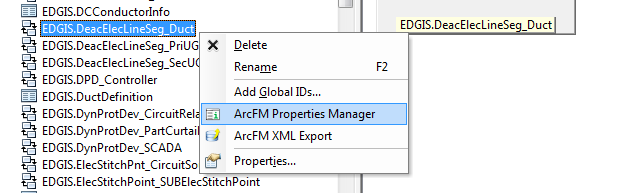 EDGIS.DCConductorInfo
EDGIS.DeacElecLineSeg_Duct
EDGIS.DeacElecLineSeg_PriUG
EDGIS.DeacElecLineSeg_SecUG
EDGIS.DPD_Controller
EDGIS.DuctDefinition
EDGIS.DynProtDev_CircuitRela
EDGIS.DynProtDev_PartCurtail
EDGIS.DynProtDev_SCADA
EDGIS.ElecStitchPnt_CircuitSo
EDGIS.ElecStitchPoint_SUBElecStitchPoint
Delete
Rename F2
Add Global IDs...
ArcFM Properties Manager
ArcFM XML Export
Properties...
EDGIS.DeacElecLineSeg_Duct